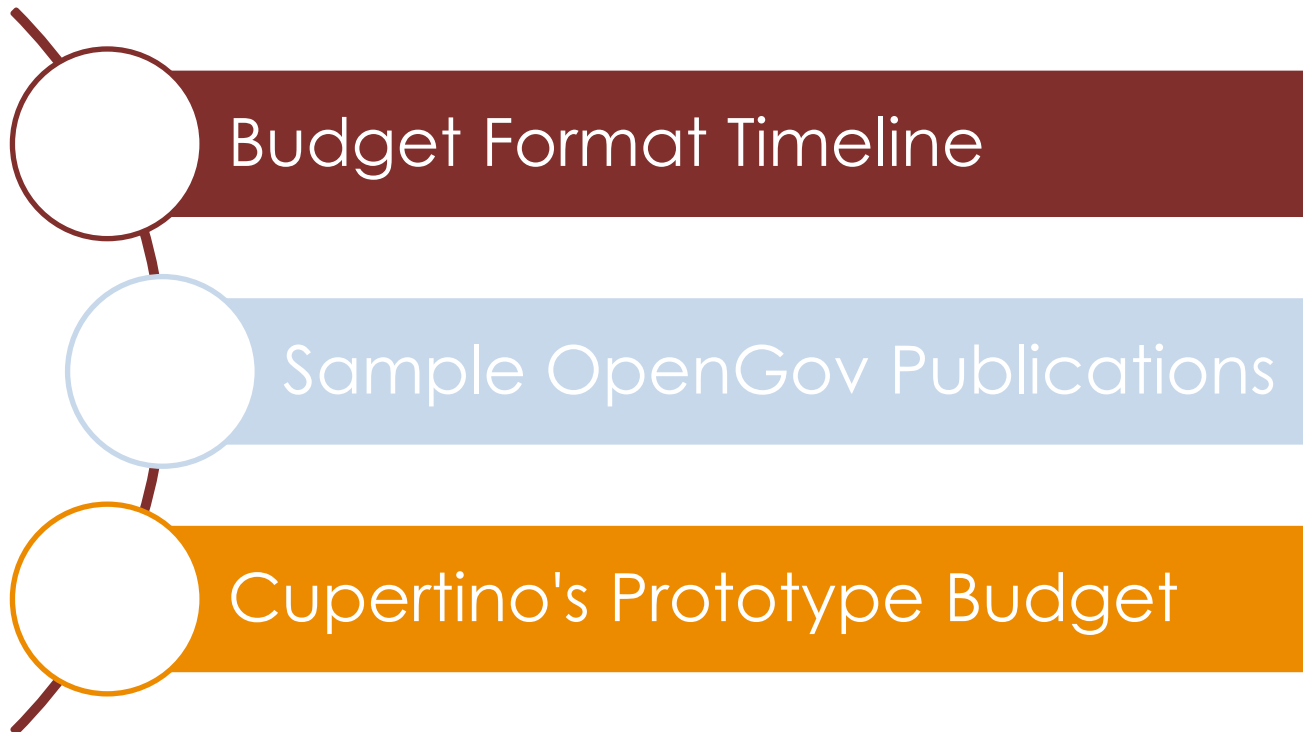 Budget Format Timeline
Sample OpenGov Publications
Cupertino's Prototype Budget